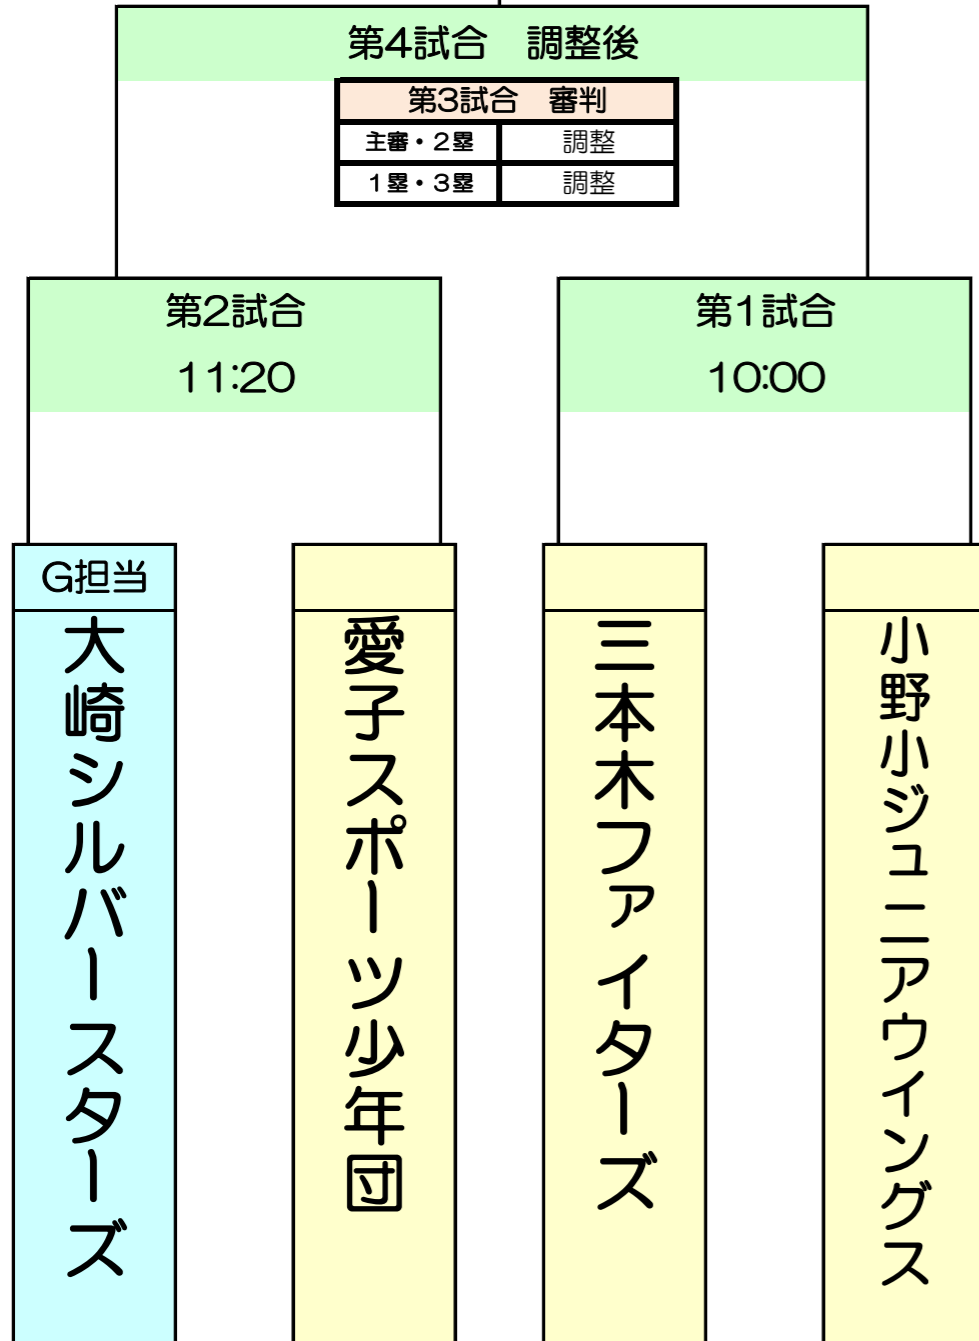 第4試合　調整後
第3試合　審判
主審・2塁 調整
1塁・3塁 調整
第2試合
11:20
第1試合
10:00
G担当
大崎シルバースターズ
愛子スポーツ少年団
三本木ファイターズ
小野小ジュニアウイングス